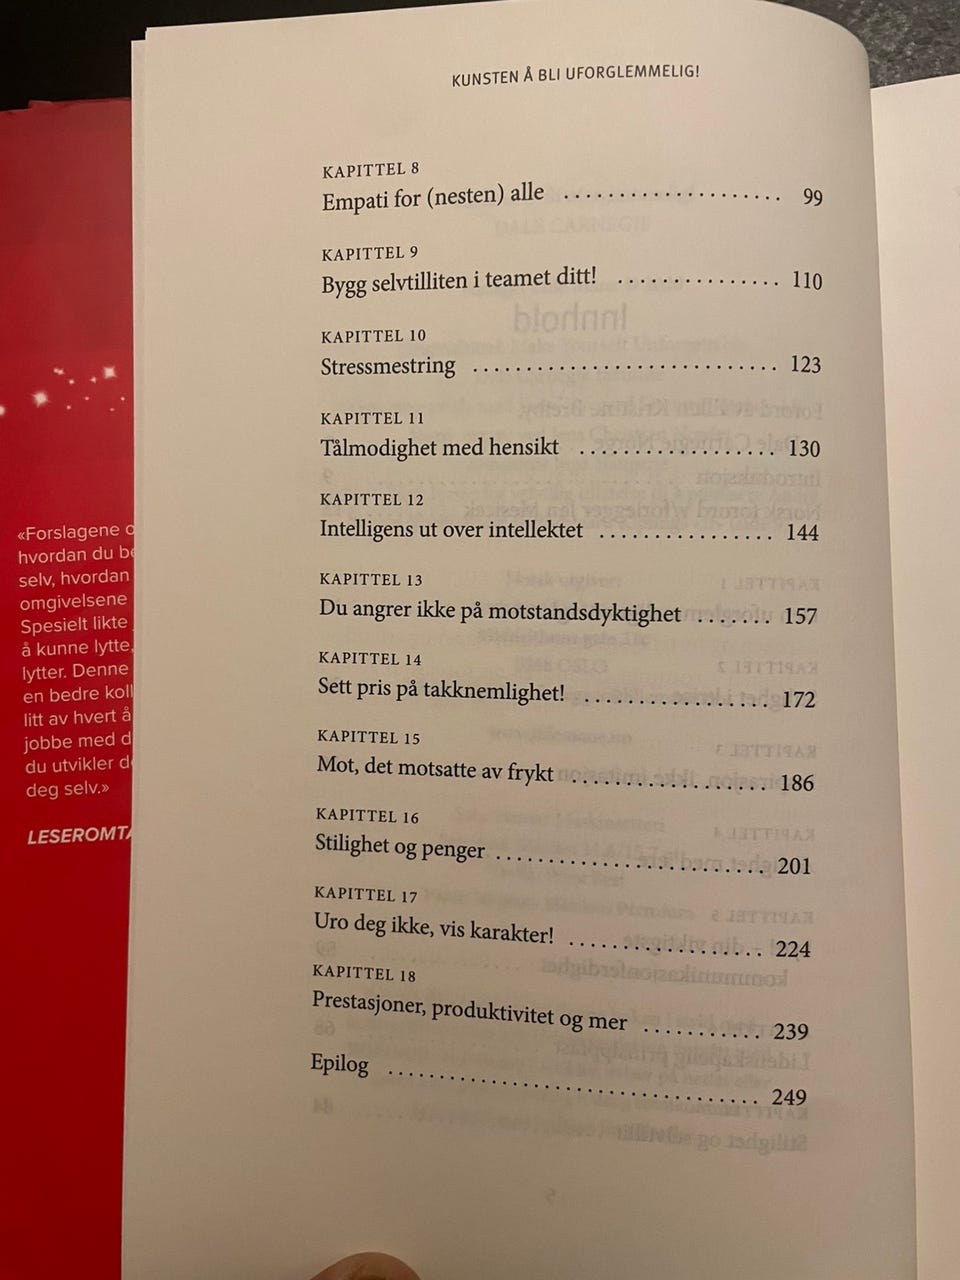 KUNSTEN Å BLI UFORGLEMMELIG!
KAPITTEL 8
Empati for (nesten) alle .................... 99
KAPITTEL 9
Bygg selvtilliten i teamet ditt! ............... 110
KAPITTEL 10
Stressmestring ............................ 123
KAPITTEL 11
Tålmodighet med hensikt ................... 130
KAPITTEL 12
Intelligens ut over intellektet ................ 144
KAPITTEL 13
Du angrer ikke på motstandsdyktighet ....... 157
KAPITTEL 14
Sett pris på takknemlighet! .................. 172
KAPITTEL 15
Mot, det motsatte av frykt ................... 186
KAPITTEL 16
Stilighet og penger ......................... 201
KAPITTEL 17
Uro deg ikke, vis karakter! .................. 224
KAPITTEL 18
Prestasjoner, produktivitet og mer ........... 239
Epilog ................................... 249
«Forslagene
hvordan du
selv, hvordan
omgivelsene
Spesielt likte
å kunne lytte,
lytter. Denne
en bedre
litt av hvert å
jobbe med
du utvikler
deg selv.»